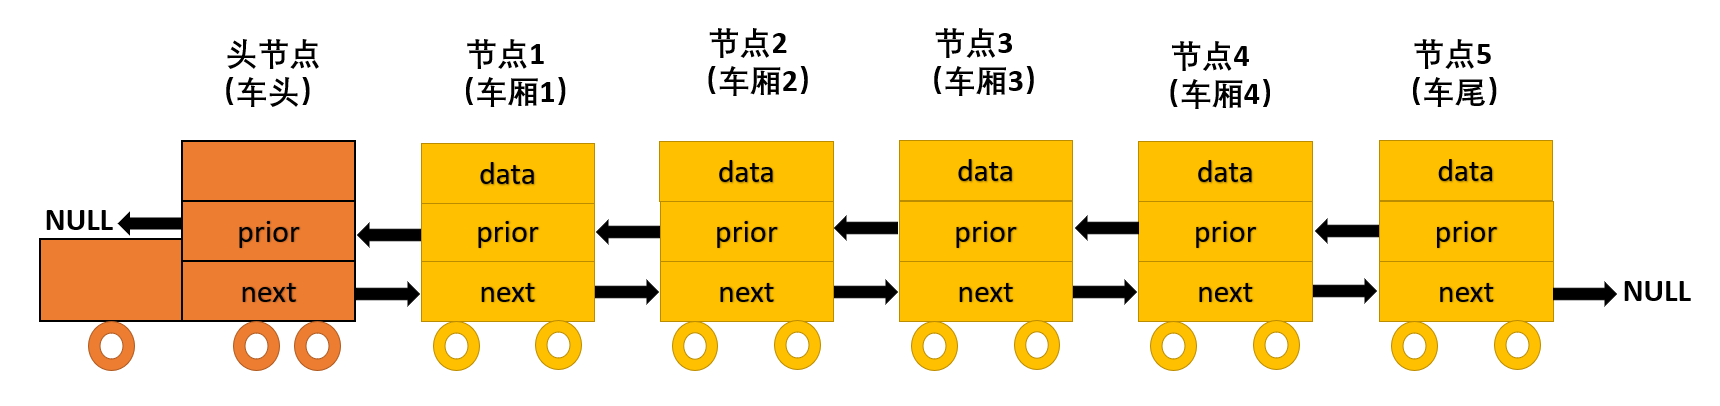 头节点
(车头)
节点1
(车厢1)
节点2
(车厢2)
节点3
(车厢3)
节点4
(车厢4)
节点5
(车尾)
data
data
data
data
data
NULL
prior
prior
prior
prior
prior
prior
next
next
next
next
next
next
NULL